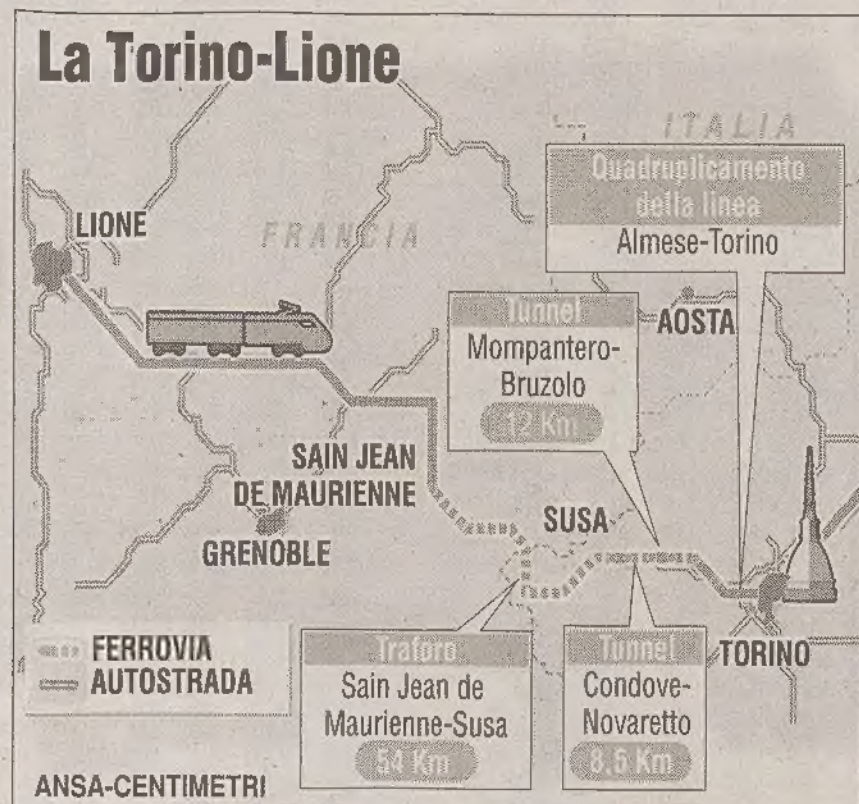 La Torino-Lione
ITALIA
Quadruplicamento
della linea
Almese-Torino
LIONE
FRANCIA
AOSTA
Tunnel
Mompantero-
Bruzolo
12 Km
SAIN JEAN
DE MAURIENNE
GRENOBLE
SUSA
TORINO
FERROVIA
AUTOSTRADA
Traforo
Sain Jean de
Maurienne-Susa
54 Km
Tunnel
Condove-
Novaretto
8,5 Km
ANSA-CENTIMETRI